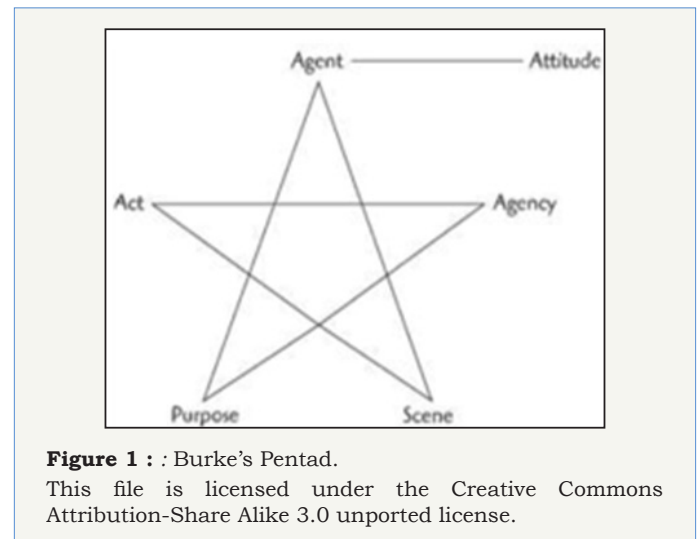 Agent Attitude
Act Agency
Purpose Scene
Figure 1 : : Burke's Pentad.
This file is licensed under the Creative Commons
Attribution-Share Alike 3.0 unported license.